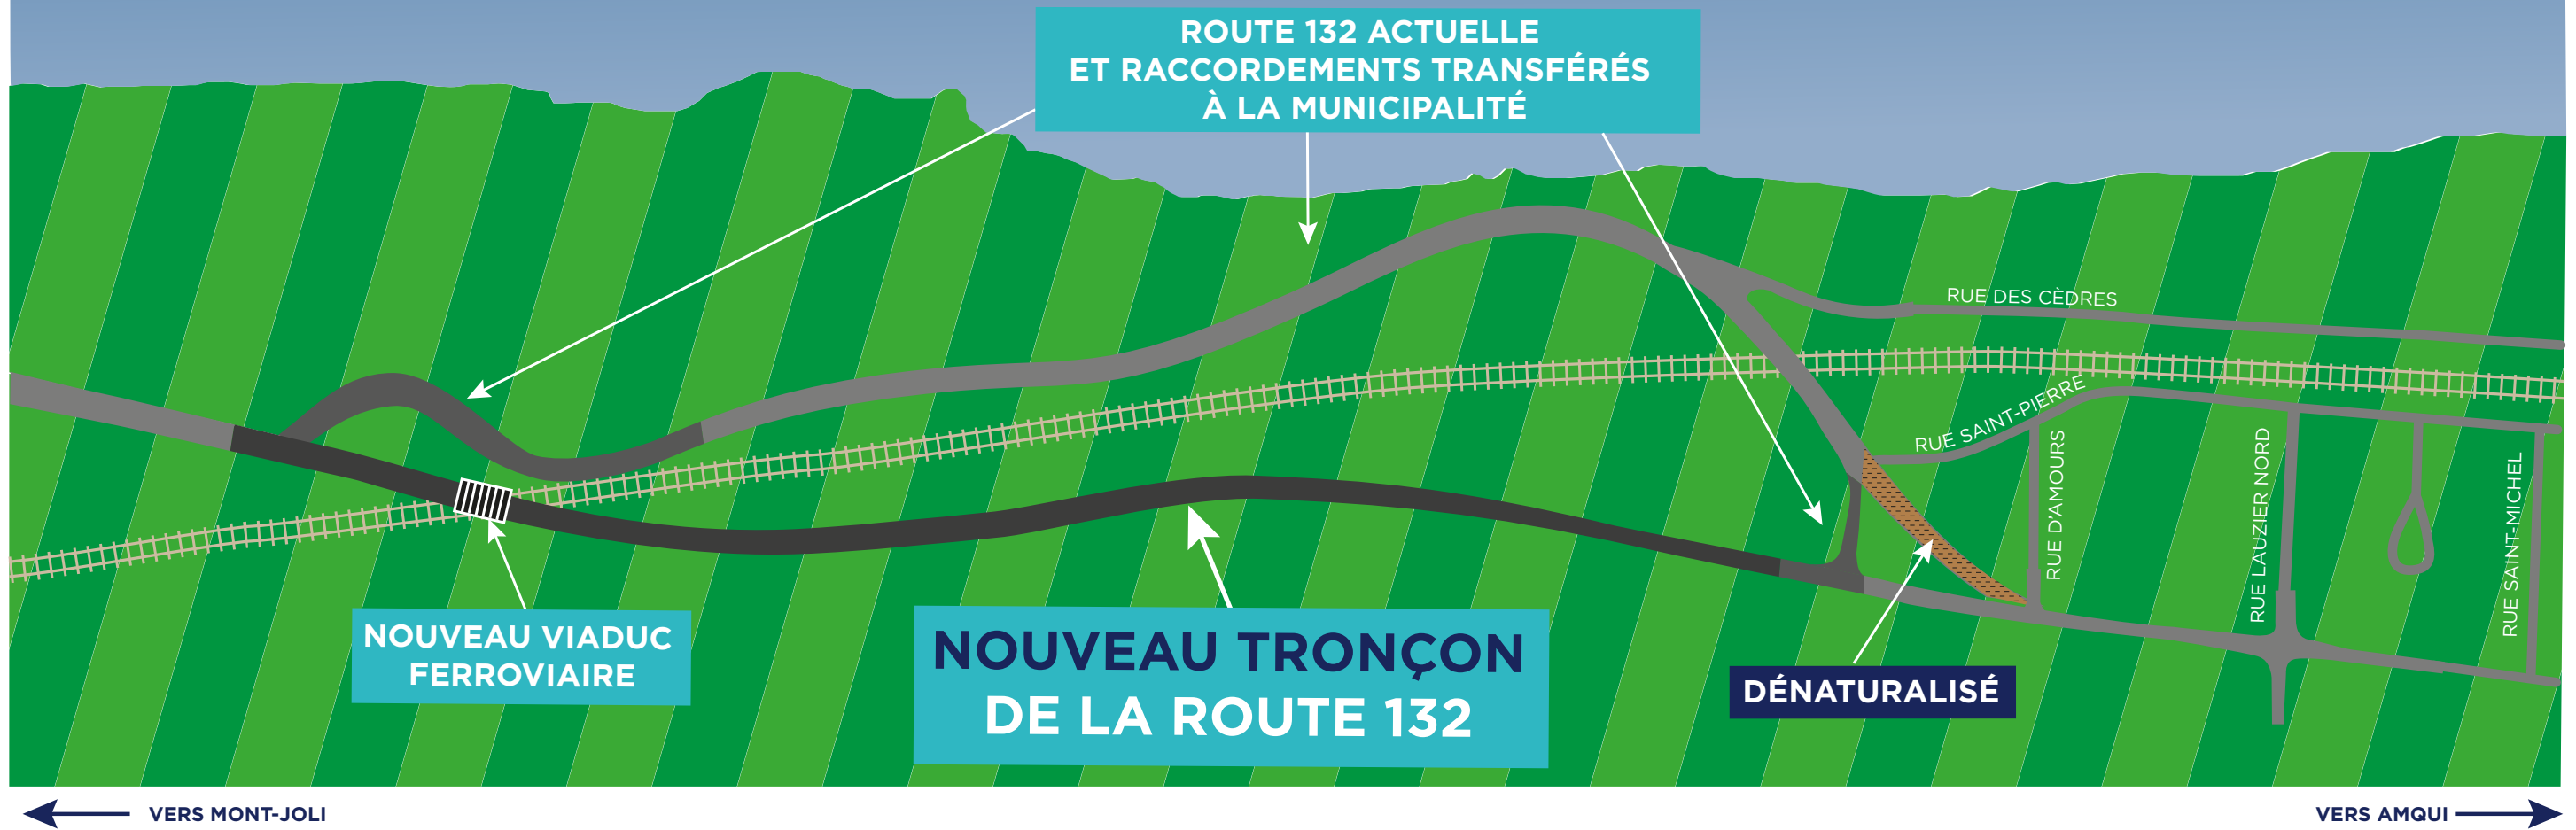 ROUTE 132 ACTUELLE
ET RACCORDEMENTS TRANSFÉRÉS
À LA MUNICIPALITÉ
RUE DES CÈDRES
RUE SAINT-PIERRE
RUE D'AMOURS
RUE LAUZIER NORD
RUE SAINT-MICHEL
NOUVEAU VIADUC
FERROVIAIRE
NOUVEAU TRONÇON
DE LA ROUTE 132
DÉNATURALISÉ
VERS MONT-JOLI
VERS AMQUI